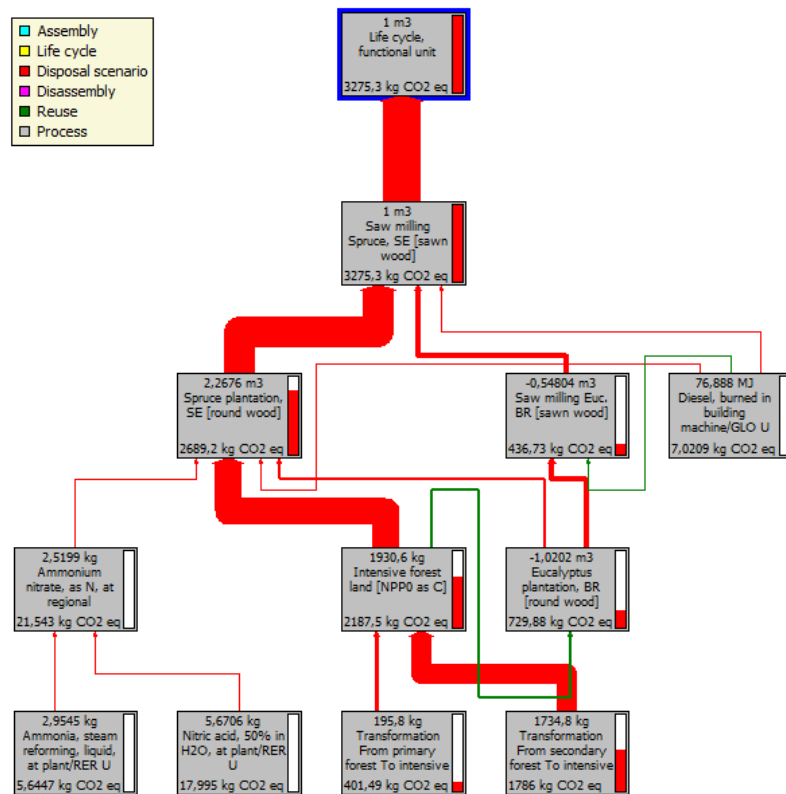 Assembly
Life cycle
Disposal scenario
Disassembly
Reuse
Process
1 m3
Life cycle,
functional unit
3275,3 kg CO2 eq
1 m3
Saw milling
Spruce, SE [sawn
wood]
3275,3 kg CO2 eq
2,2676 m3
Spruce plantation,
SE [round wood]
2689,2 kg CO2 eq
-0,54804 m3
Saw milling Euc.
BR [sawn wood]
436,73 kg CO2 eq
76,888 MJ
Diesel, burned in
building
machine/GLO U
7,0209 kg CO2 eq
2,5199 kg
Ammonium
nitrate, as N, at
regional
21,543 kg CO2 eq
1930,6 kg
Intensive forest
land [NPP0 as C]
2187,5 kg CO2 eq
-1,0202 m3
Eucalyptus
plantation, BR
[round wood]
729,88 kg CO2 eq
2,9545 kg
Ammonia, steam
reforming, liquid,
at plant/RER U
5,6447 kg CO2 eq
5,6706 kg
Nitric acid, 50% in
H2O, at plant/RER
U
17,995 kg CO2 eq
195,8 kg
Transformation
From primary
forest To intensive
401,49 kg CO2 eq
1734,8 kg
Transformation
From secondary
forest To intensive
1786 kg CO2 eq